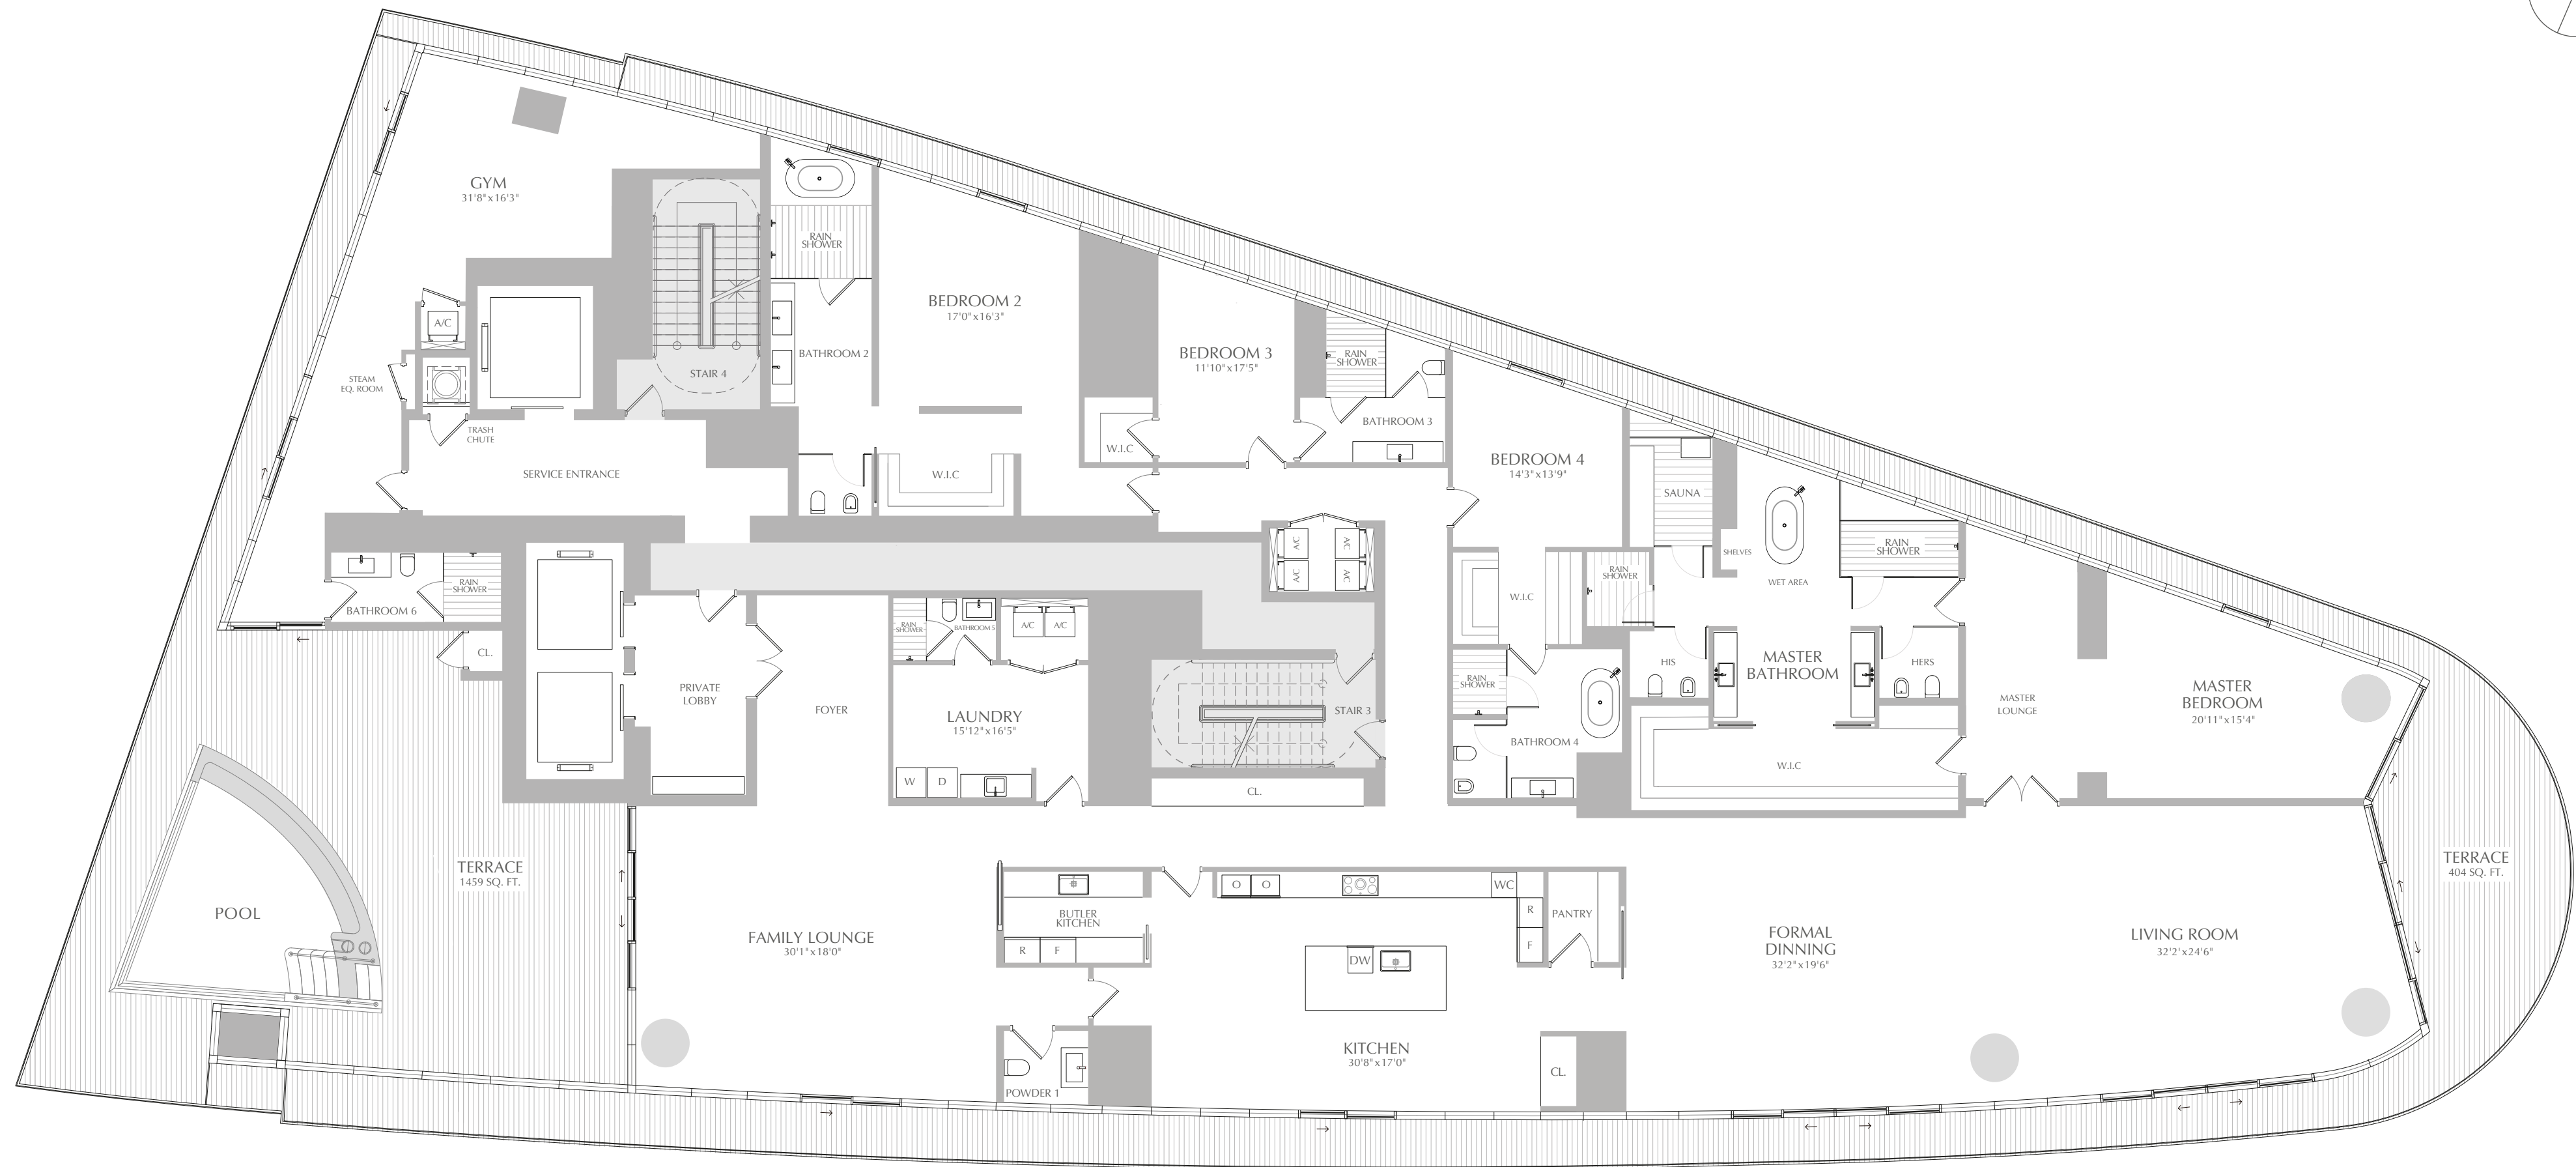 GYM
31'8"x16'3"
RAIN
SHOWER
BEDROOM 2
17'0"x16'3"
A/C
STAIR 4
BATHROOM 2
BEDROOM 3
11'10"x17'5"
RAIN
SHOWER
STEAM
EQ. ROOM
TRASH
CHUTE
BATHROOM 3
W.I.C
SERVICE ENTRANCE
W.I.C
BEDROOM 4
14'3"x13'9"
SAUNA
SHELVES
WET AREA
RAIN
SHOWER
A/C
A/C
A/C
A/C
RAIN
SHOWER
W.I.C
RAIN
SHOWER
BATHROOM 6
RAIN
SHOWER
BATHROOM 5
A/C
A/C
CL.
PRIVATE
LOBBY
FOYER
LAUNDRY
15'12"x16'5"
STAIR 3
RAIN
SHOWER
BATHROOM 4
HIS
MASTER
BATHROOM
HERS
MASTER
LOUNGE
MASTER
BEDROOM
20'11"x15'4"
W
D
CL.
W.I.C
TERRACE
1459 SQ. FT.
POOL
FAMILY LOUNGE
30'1"x18'0"
BUTLER
KITCHEN
R
F
O
O
WC
R
F
PANTRY
DW
FORMAL
DINNING
32'2"x19'6"
LIVING ROOM
32'2'x24'6"
TERRACE
404 SQ. FT.
KITCHEN
30'8"x17'0"
CL.
POWDER 1